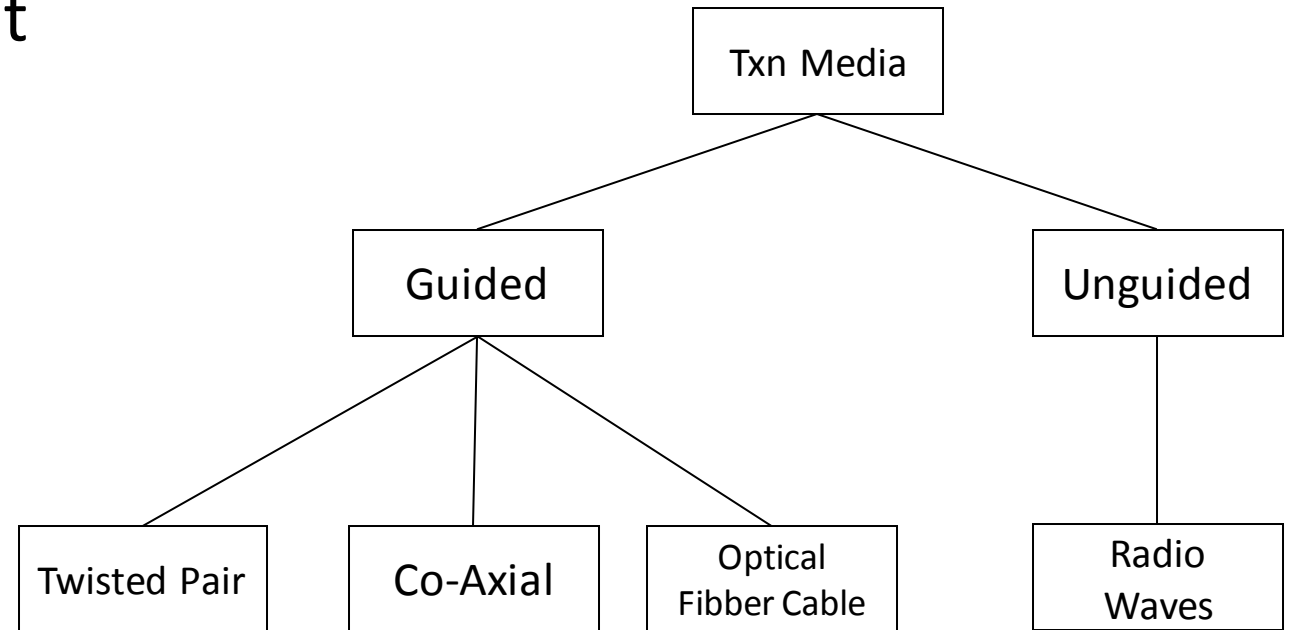 t
Txn Media
Guided
Unguided
Twisted Pair
Co-Axial
Optical
Fibber Cable
Radio
Waves